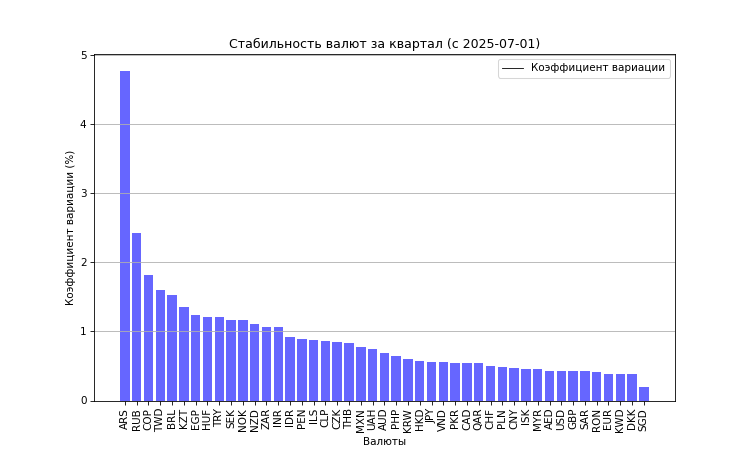 Стабильность валют за квартал (с 2025-07-01)
Коэффициент вариации
Коэффициент вариации (%)
5
4
3
2
1
0
ARS RUB COP TWD BRL KZT EGP HUF TRY SEK NOK NZD ZAR INR IDR PEN ILS CLP CZK THB MXN UAH AUD PHP KRW HKD JPY VND PKR CAD QAR CHF PLN CNY ISK MYR AED USD GBP SAR RON EUR KWD DKK SGD
Валюты